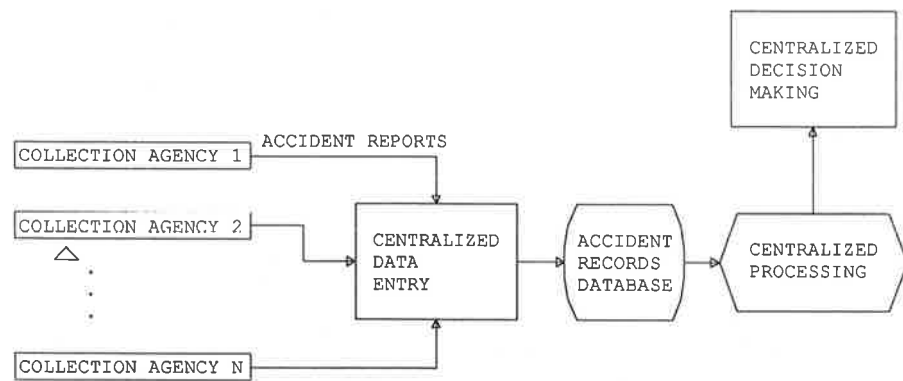 CENTRALIZED
DECISION
MAKING
ACCIDENT REPORTS
COLLECTION AGENCY 1
COLLECTION AGENCY 2
CENTRALIZED
DATA
ENTRY
ACCIDENT
RECORDS
DATABASE
CENTRALIZED
PROCESSING
COLLECTION AGENCY N